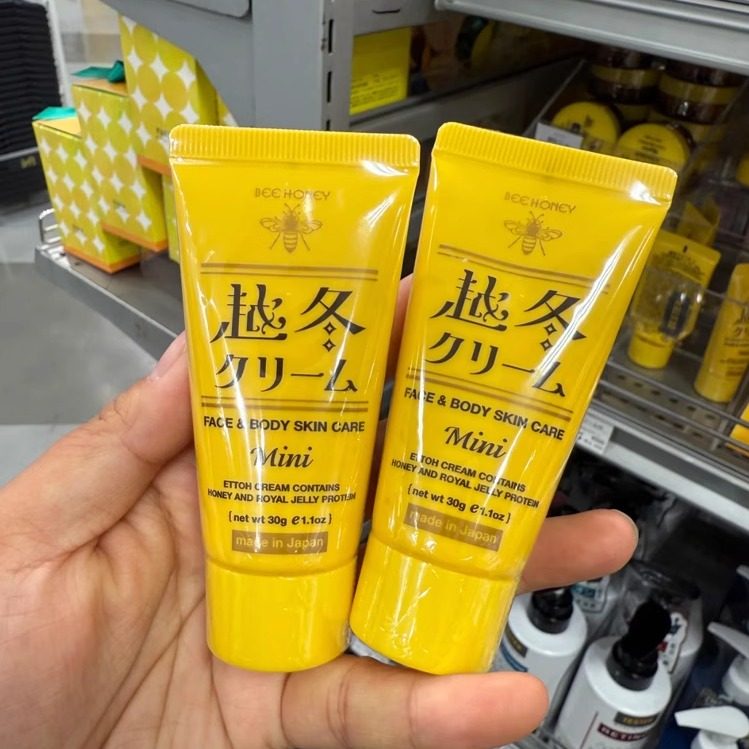 BEE HONEY
越冬
クリーム
FACE & BODY SKIN CARE
Mini
ETTOH CREAM CONTAINS
HONEY AND ROYAL JELLY PROTEIN
{net wt 30g ℮1.1oz}
made in Japan
BEE HONEY
越冬
クリーム
FACE & BODY SKIN CARE
Mini
ETTOH CREAM CONTAINS
HONEY AND ROYAL JELLY PROTEIN
{net wt 30g ℮1.1oz}
made in Japan